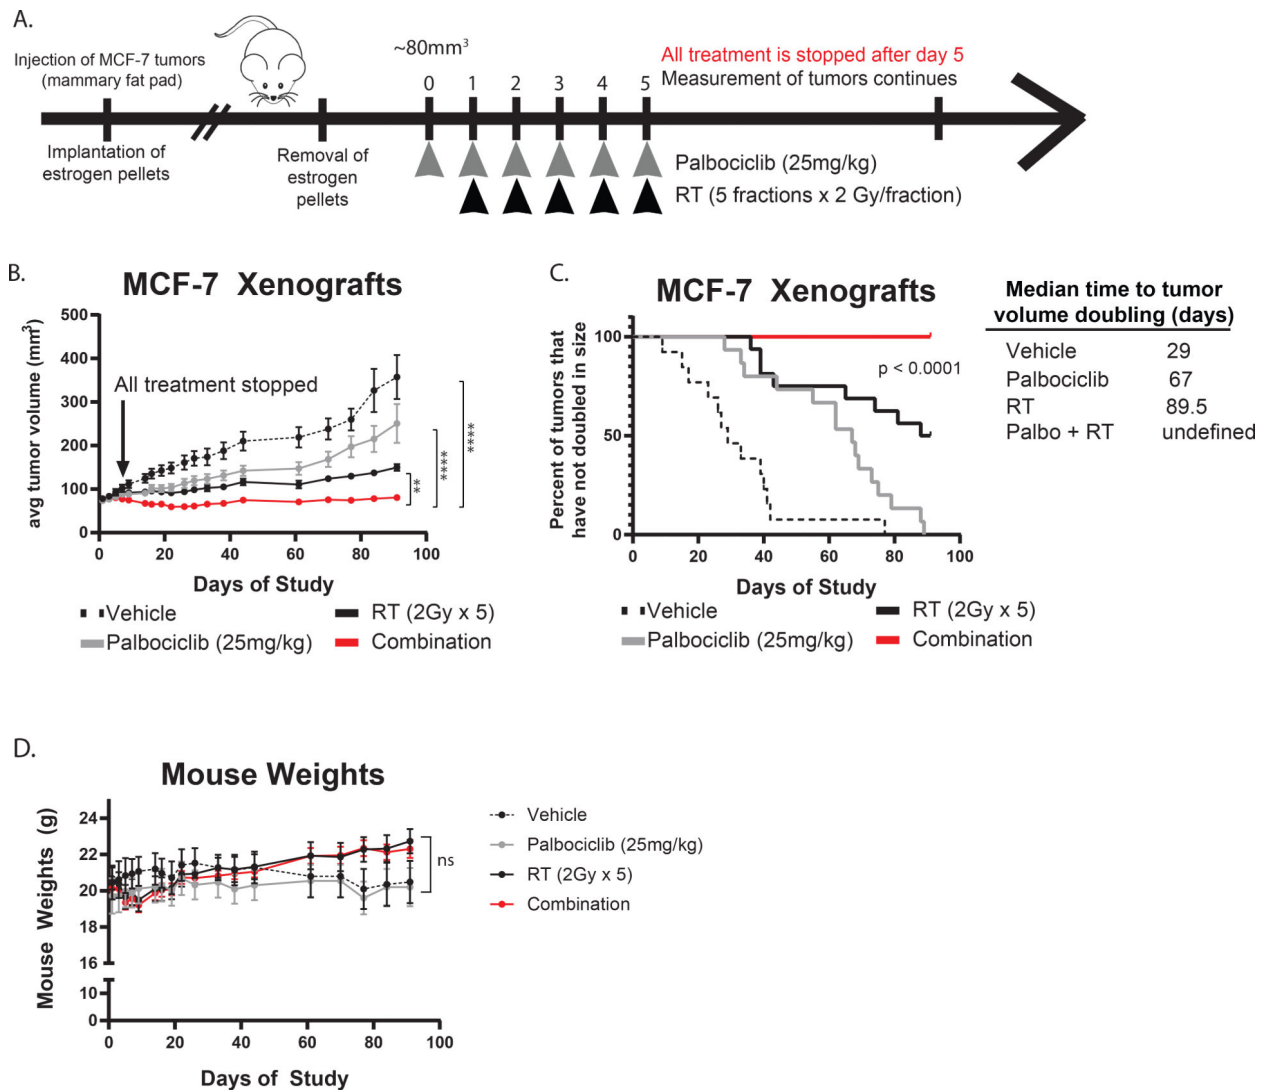 A.
Injection of MCF-7 tumors
(mammary fat pad)
~80mm³
All treatment is stopped after day 5
Measurement of tumors continues
0 1 2 3 4 5
Implantation of
estrogen pellets
Removal of
estrogen
pellets
Palbociclib (25mg/kg)
RT (5 fractions x 2 Gy/fraction)
B.
MCF-7 Xenografts
avg tumor volume (mm³)
500
400
300
200
100
0
All treatment stopped
****
****
**
0 20 40 60 80 100
Days of Study
Vehicle
RT (2Gy x 5)
Palbociclib (25mg/kg)
Combination
C.
MCF-7 Xenografts
Percent of tumors that
have not doubled in size
100
50
0
p < 0.0001
0 20 40 60 80 100
Days of Study
Vehicle
RT (2Gy x 5)
Palbociclib (25mg/kg)
Combination
Median time to tumor
volume doubling (days)
Vehicle 29
Palbociclib 67
RT 89.5
Palbo + RT undefined
D.
Mouse Weights
Mouse Weights (g)
24
22
20
18
16
10
0
ns
0 20 40 60 80 100
Days of Study
Vehicle
Palbociclib (25mg/kg)
RT (2Gy x 5)
Combination